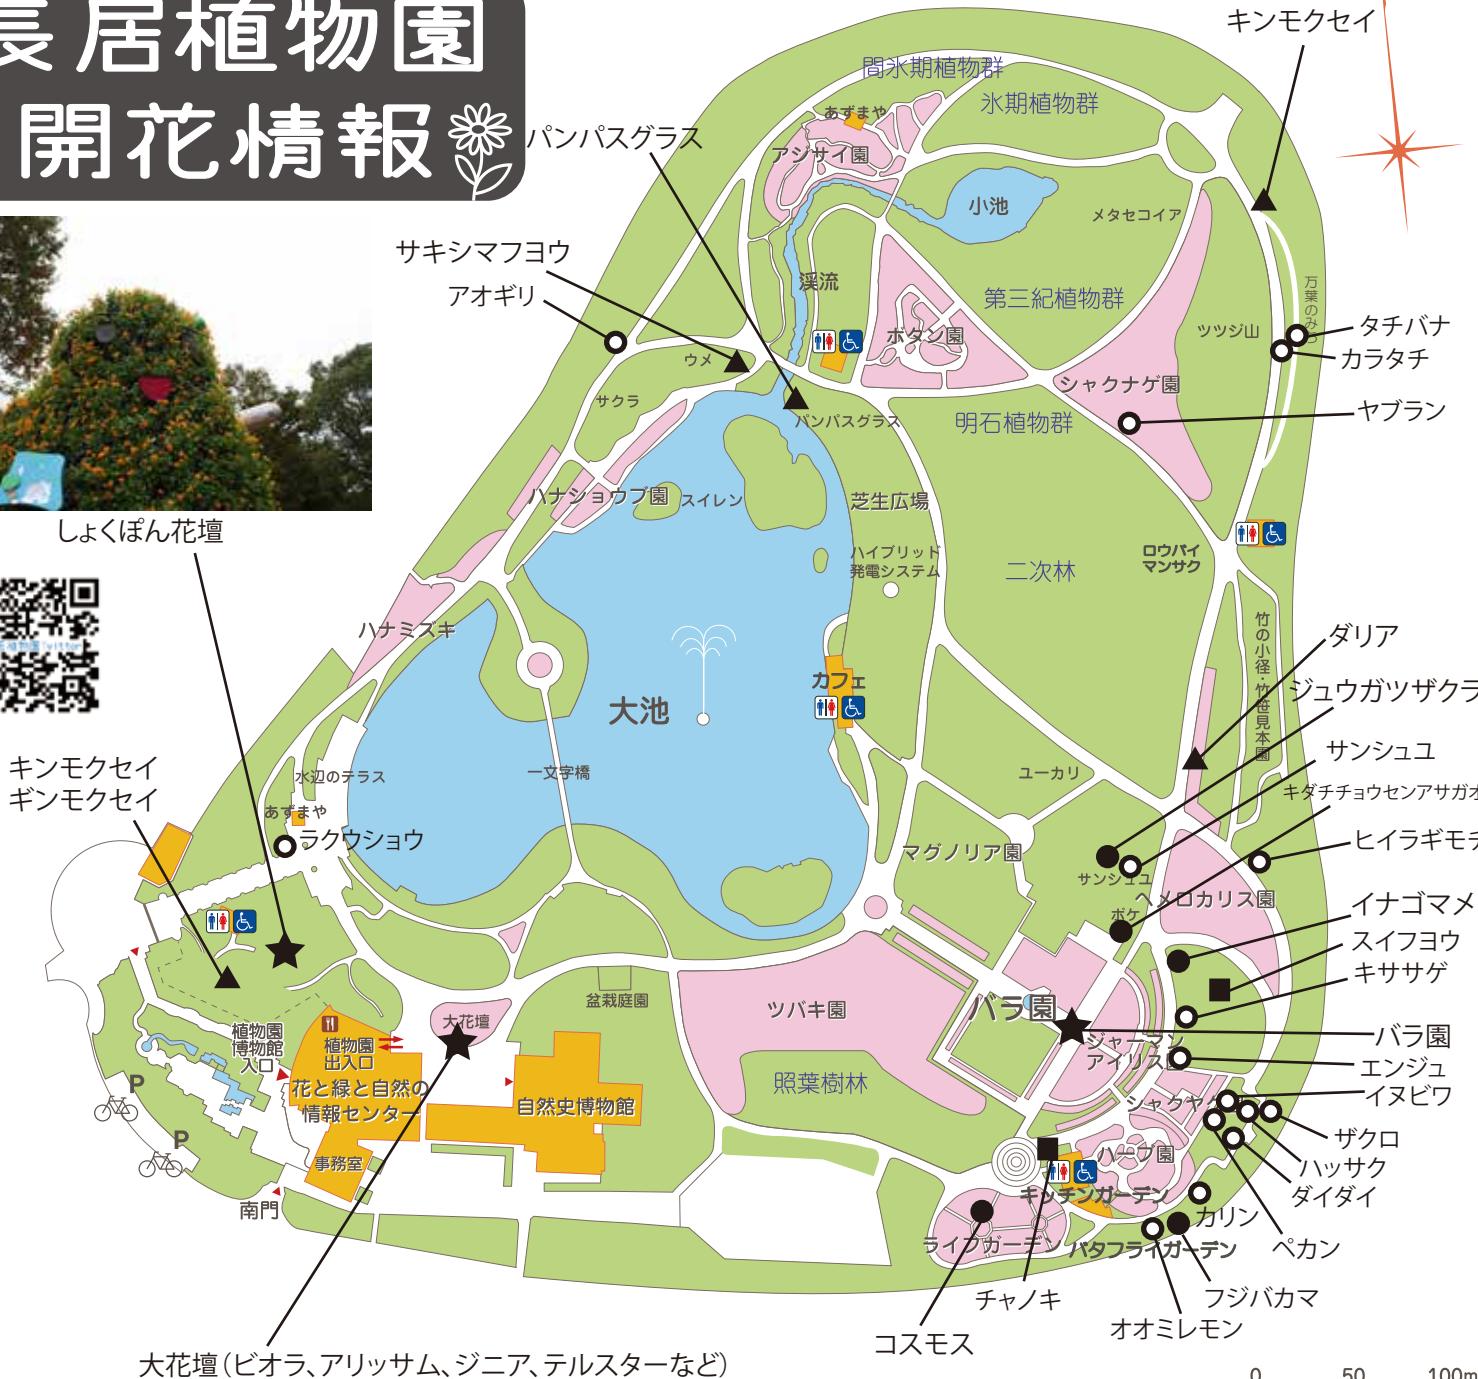 長居植物園
開花情報
キンモクセイ
パンパスグラス
サキシマフヨウ
アオギリ
間氷期植物群
氷期植物群
あずまや
アジサイ園
小池
メタセコイア
渓流
第三紀植物群
ボタン園
ツツジ山
タチバナ
カラタチ
ウメ
シャクナゲ園
サクラ
パンパスグラス
明石植物群
ヤブラン
ハナショウブ園
スイレン
芝生広場
ハイブリッド
発電システム
二次林
ロウバイ
マンサク
しょくぽん花壇
ハナミズキ
竹の小径・竹笹見本園
ダリア
ジュウガツザクラ
カフェ
大池
サンシュユ
キダチチョウセンアサガオ
キンモクセイ
ギンモクセイ
水辺のテラス
一文字橋
ユーカリ
あずまや
ラクウショウ
マグノリア園
サンシュユ
ヒイラギモチ
ヘメロカリス園
ボケ
イナゴマメ
スイフヨウ
キササゲ
盆栽庭園
ツバキ園
バラ園
大花壇
植物園
博物館
入口
植物園
出入口
ジャーマン
アイリス園
バラ園
エンジュ
イヌビワ
花と緑と自然の
情報センター
自然史博物館
照葉樹林
シャクヤク
P
P
ザクロ
ハッサク
ダイダイ
事務室
ハーブ園
キッチンガーデン
南門
カリン
ペカン
ライフガーデン
バタフライガーデン
フジバカマ
チャノキ
オオミレモン
コスモス
大花壇（ビオラ、アリッサム、ジニア、テルスターなど）
0 50 100m